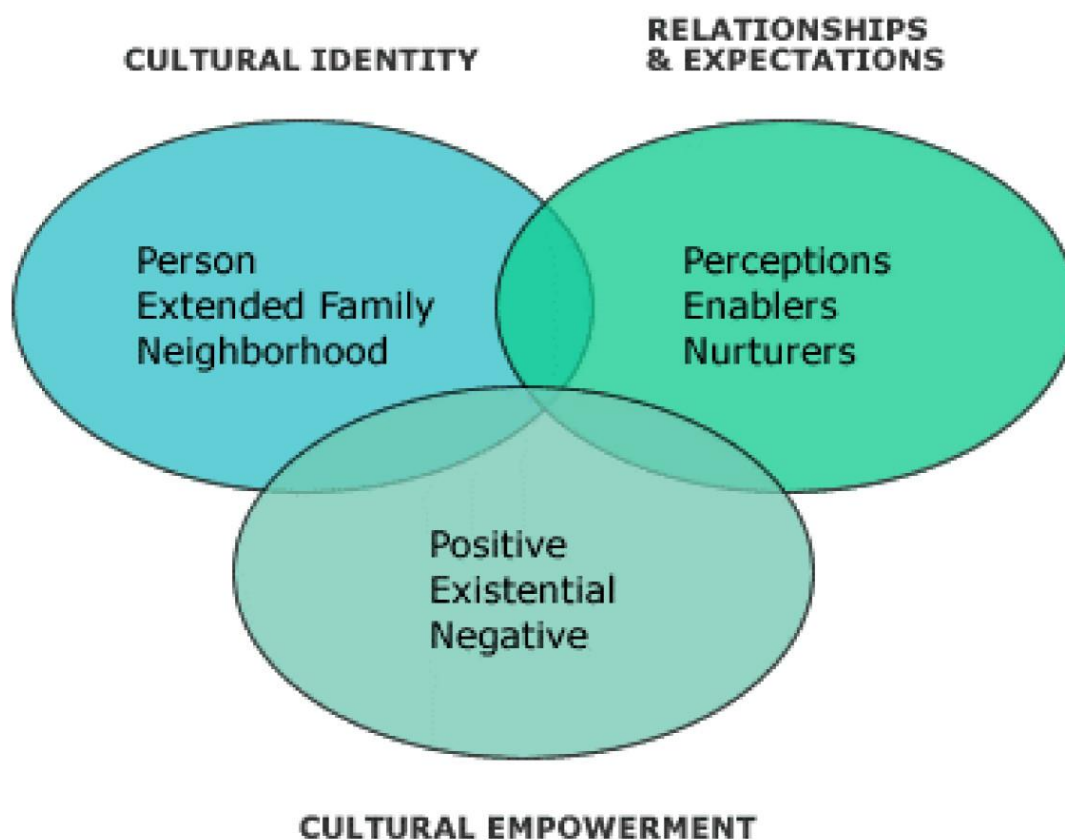 CULTURAL IDENTITY
RELATIONSHIPS
& EXPECTATIONS
Person
Extended Family
Neighborhood
Perceptions
Enablers
Nurturers
Positive
Existential
Negative
CULTURAL EMPOWERMENT